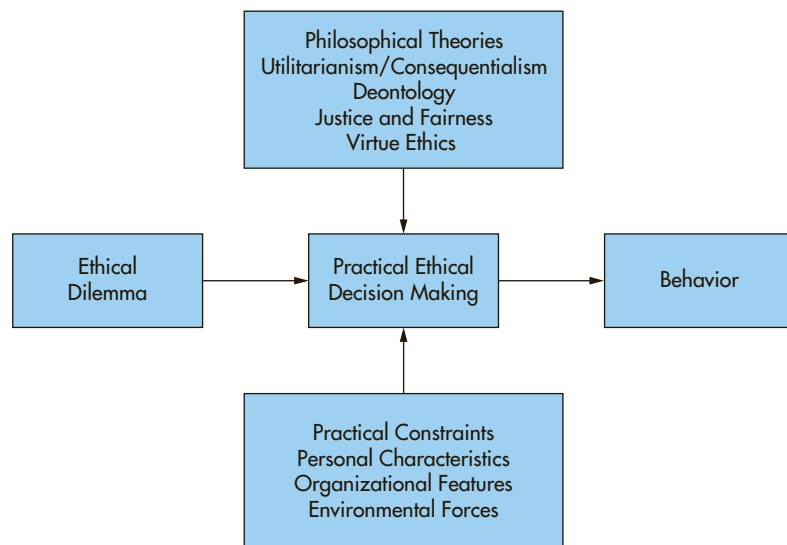 Philosophical Theories
Utilitarianism/Consequentialism
Deontology
Justice and Fairness
Virtue Ethics
Ethical
Dilemma
Practical Ethical
Decision Making
Behavior
Practical Constraints
Personal Characteristics
Organizational Features
Environmental Forces